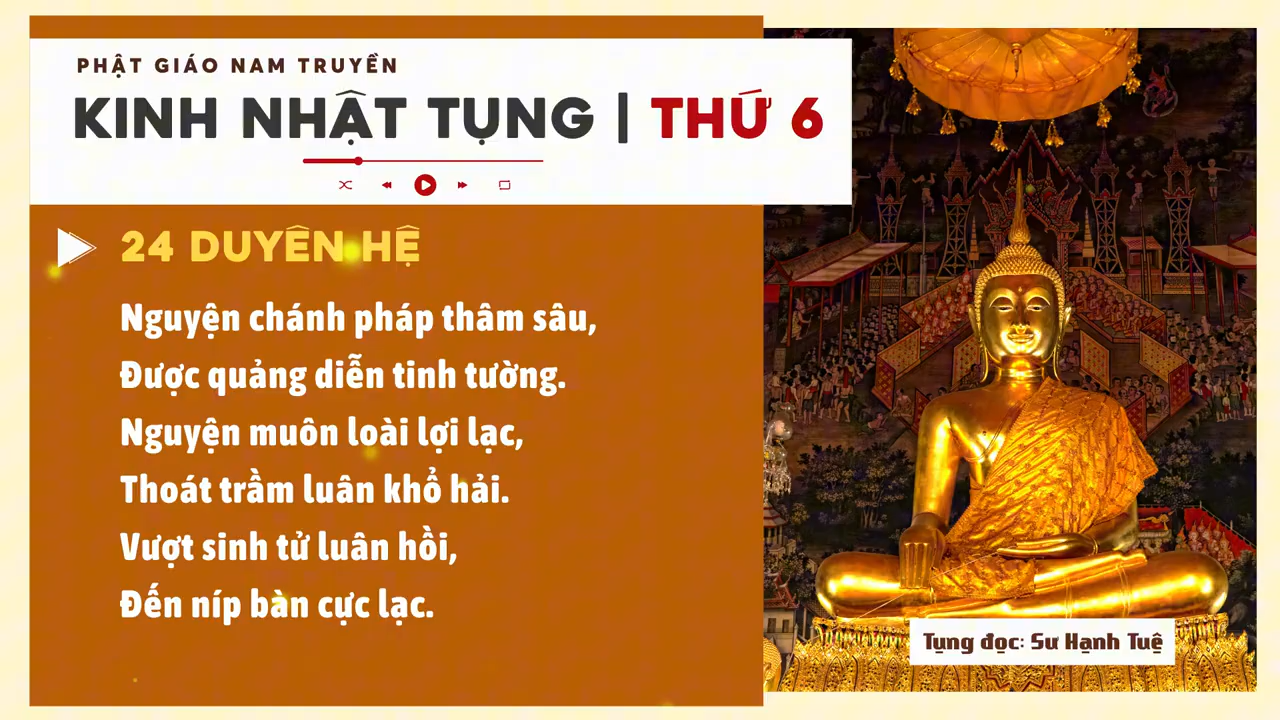 PHẬT GIÁO NAM TRUYỀN
KINH NHẬT TỤNG | THỨ 6
24 DUYÊN HỆ
Nguyện chánh pháp thâm sâu,
Được quảng diễn tinh tường.
Nguyện muôn loài lợi lạc,
Thoát trầm luân khổ hải.
Vượt sinh tử luân hồi,
Đến níp bàn cực lạc.
Tụng đọc: Sư Hạnh Tuệ